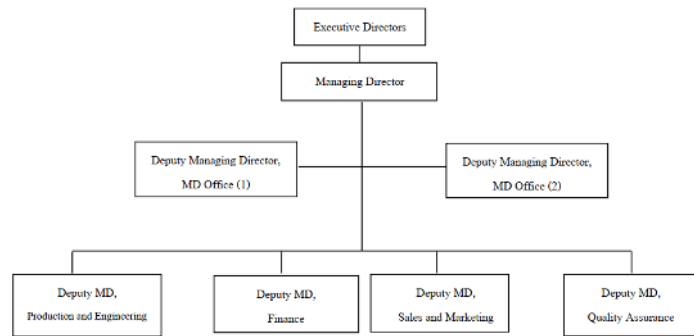 Executive Directors
Managing Director
Deputy Managing Director,
MD Office (1)
Deputy Managing Director,
MD Office (2)
Deputy MD,
Production and Engineering
Deputy MD,
Finance
Deputy MD,
Sales and Marketing
Deputy MD,
Quality Assurance